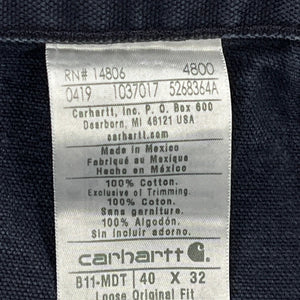 RN# 14806 4800
0419 1037017 5268364A
Carhartt, Inc. P.O. Box 600
Dearborn, MI 48121 USA
carhartt.com
Made in Mexico
Fabriqué au Mexique
Hecho en México
100% Cotton.
Exclusive of Trimming.
100% Coton.
Sans garniture.
100% Algodon.
Sin incluir adorno.
carhartt
B11-MDT 40 X 32
Loose Original Fit